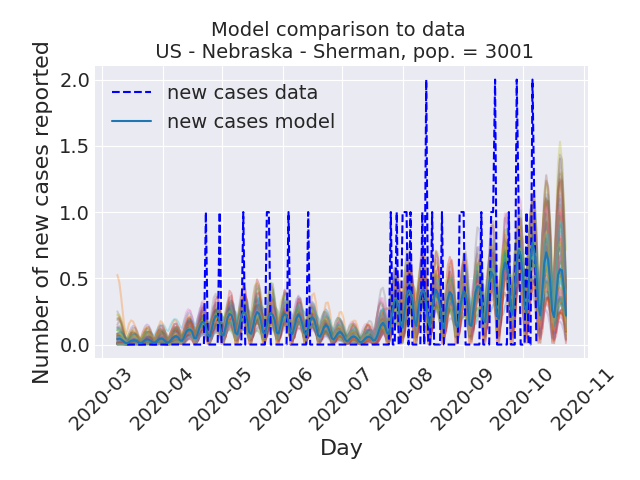 Model comparison to data
US - Nebraska - Sherman, pop. = 3001
Number of new cases reported
2.0
1.5
1.0
0.5
0.0
new cases data
new cases model
2020-03
2020-04
2020-05
2020-06
2020-07
2020-08
2020-09
2020-10
2020-11
Day